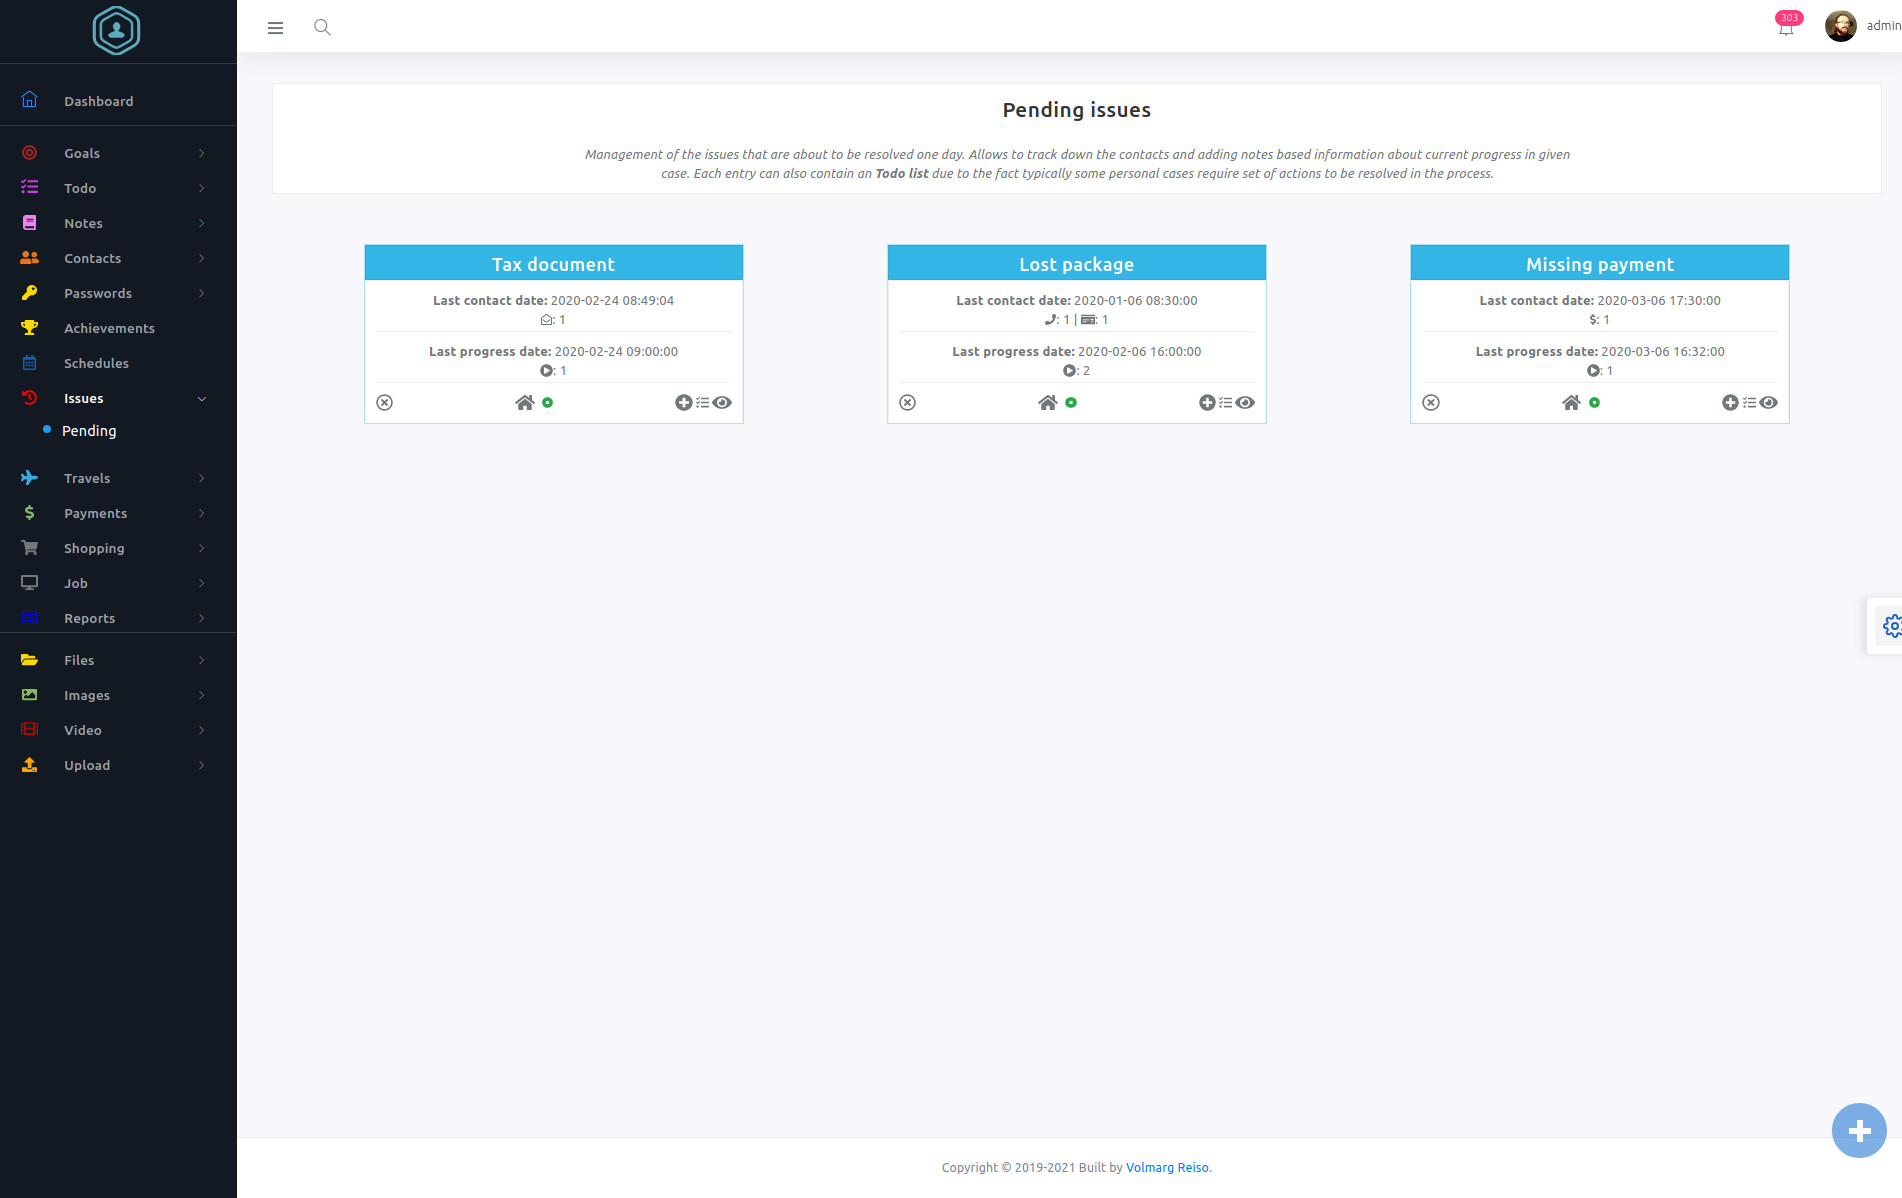 303
admin
Dashboard
Goals
Todo
Notes
Contacts
Passwords
Achievements
Schedules
Issues
Pending
Travels
Payments
Shopping
Job
Reports
Files
Images
Video
Upload
Pending issues
Management of the issues that are about to be resolved one day. Allows to track down the contacts and adding notes based information about current progress in given
case. Each entry can also contain an Todo list due to the fact typically some personal cases require set of actions to be resolved in the process.
Tax document
Last contact date: 2020-02-24 08:49:04
: 1
Last progress date: 2020-02-24 09:00:00
: 1
Lost package
Last contact date: 2020-01-06 08:30:00
: 1 | : 1
Last progress date: 2020-02-06 16:00:00
: 2
Missing payment
Last contact date: 2020-03-06 17:30:00
$: 1
Last progress date: 2020-03-06 16:32:00
: 1
Copyright © 2019-2021 Built by Volmarg Reiso.